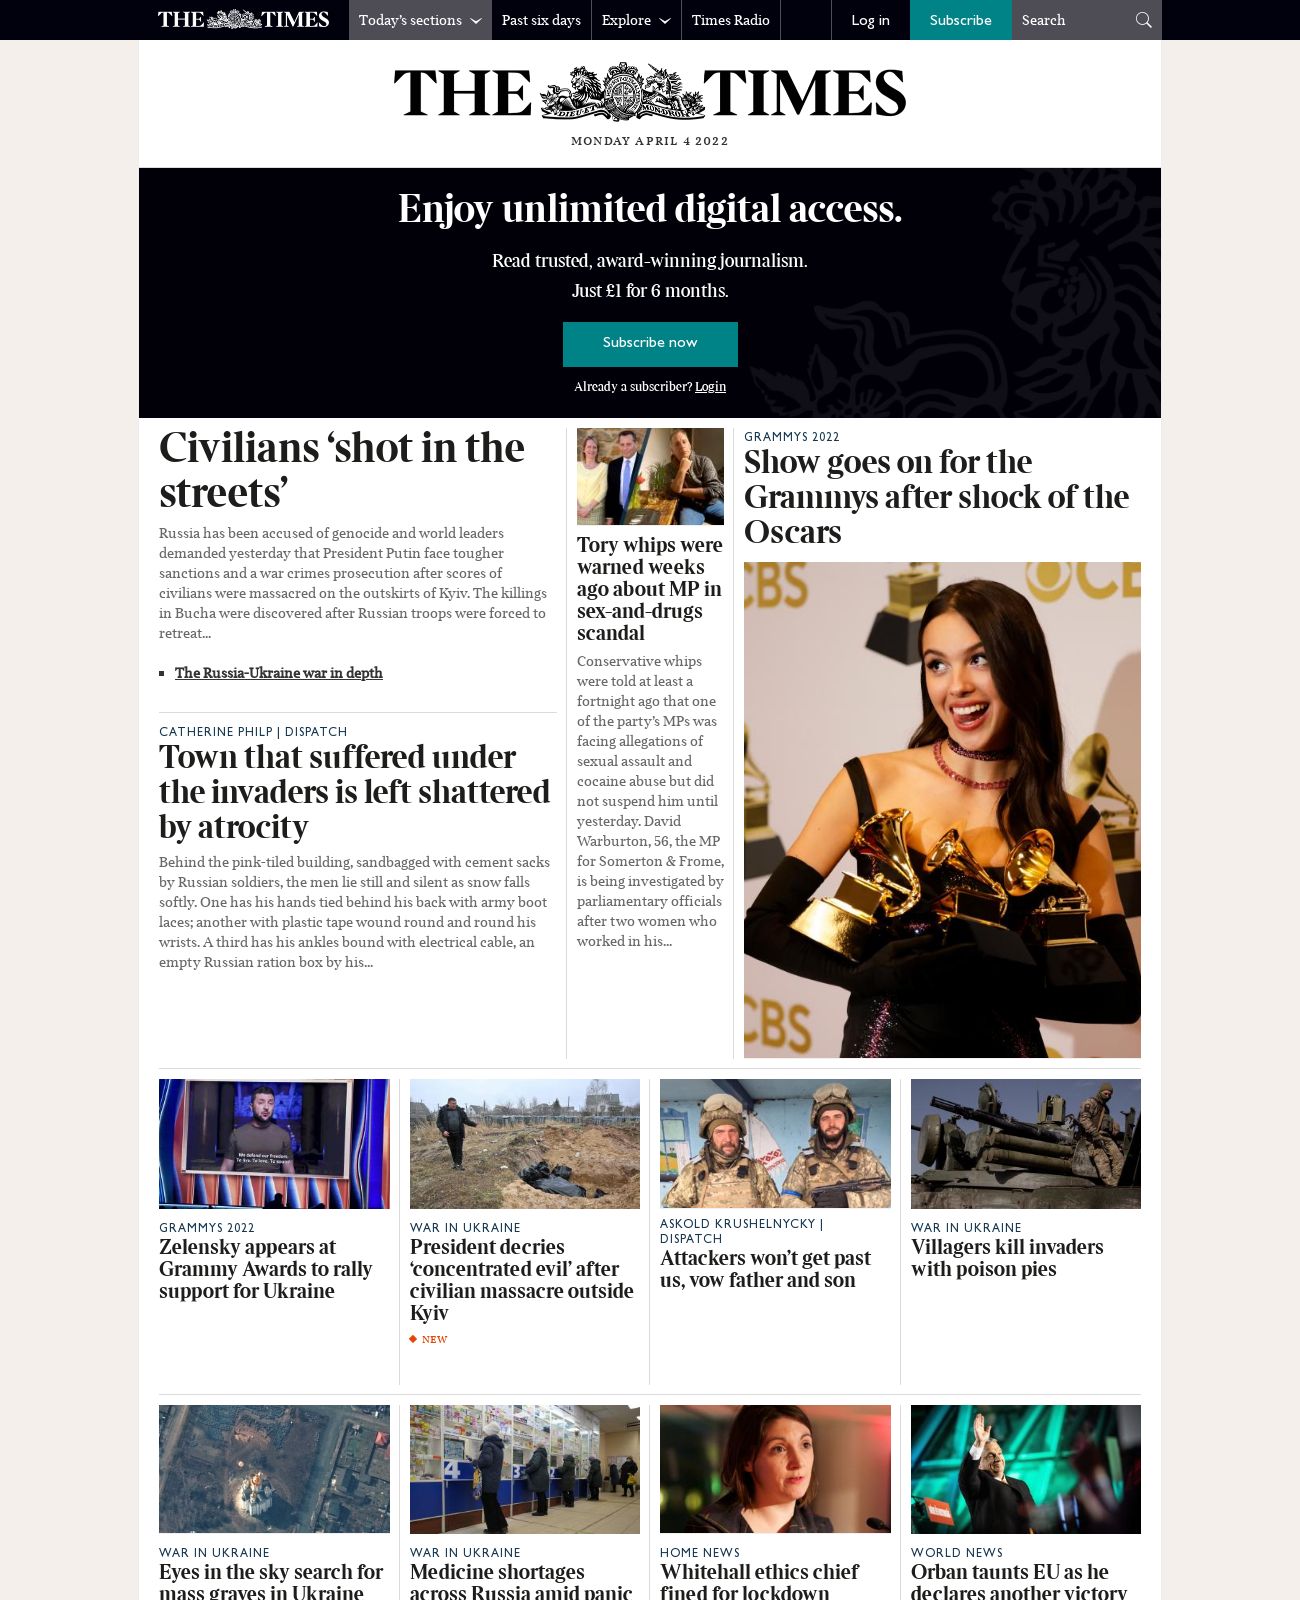 THE TIMES
Today's sections
Past six days
Explore
Times Radio
Log in
Subscribe
Search
THE TIMES
DIEU ET MON DROIT
MONDAY APRIL 4 2022
Enjoy unlimited digital access.
Read trusted, award-winning journalism.
Just £1 for 6 months.
Subscribe now
Already a subscriber? Login
Civilians ‘shot in the
streets’
Russia has been accused of genocide and world leaders
demanded yesterday that President Putin face tougher
sanctions and a war crimes prosecution after scores of
civilians were massacred on the outskirts of Kyiv. The killings
in Bucha were discovered after Russian troops were forced to
retreat...
The Russia-Ukraine war in depth
CATHERINE PHILP | DISPATCH
Town that suffered under
the invaders is left shattered
by atrocity
Behind the pink-tiled building, sandbagged with cement sacks
by Russian soldiers, the men lie still and silent as snow falls
softly. One has his hands tied behind his back with army boot
laces; another with plastic tape wound round and round his
wrists. A third has his ankles bound with electrical cable, an
empty Russian ration box by his...
Tory whips were
warned weeks
ago about MP in
sex-and-drugs
scandal
Conservative whips
were told at least a
fortnight ago that one
of the party’s MPs was
facing allegations of
sexual assault and
cocaine abuse but did
not suspend him until
yesterday. David
Warburton, 56, the MP
for Somerton & Frome,
is being investigated by
parliamentary officials
after two women who
worked in his...
GRAMMYS 2022
Show goes on for the
Grammys after shock of the
Oscars
CBS
CBS
We defend our freedom.
To live. To love. To sound
GRAMMYS 2022
Zelensky appears at
Grammy Awards to rally
support for Ukraine
WAR IN UKRAINE
President decries
‘concentrated evil’ after
civilian massacre outside
Kyiv
NEW
ASKOLD KRUSHELNYCKY |
DISPATCH
Attackers won’t get past
us, vow father and son
WAR IN UKRAINE
Villagers kill invaders
with poison pies
WAR IN UKRAINE
Eyes in the sky search for
mass graves in Ukraine
4
3
2
WAR IN UKRAINE
Medicine shortages
across Russia amid panic
HOME NEWS
Whitehall ethics chief
fined for lockdown
WORLD NEWS
Orban taunts EU as he
declares another victory